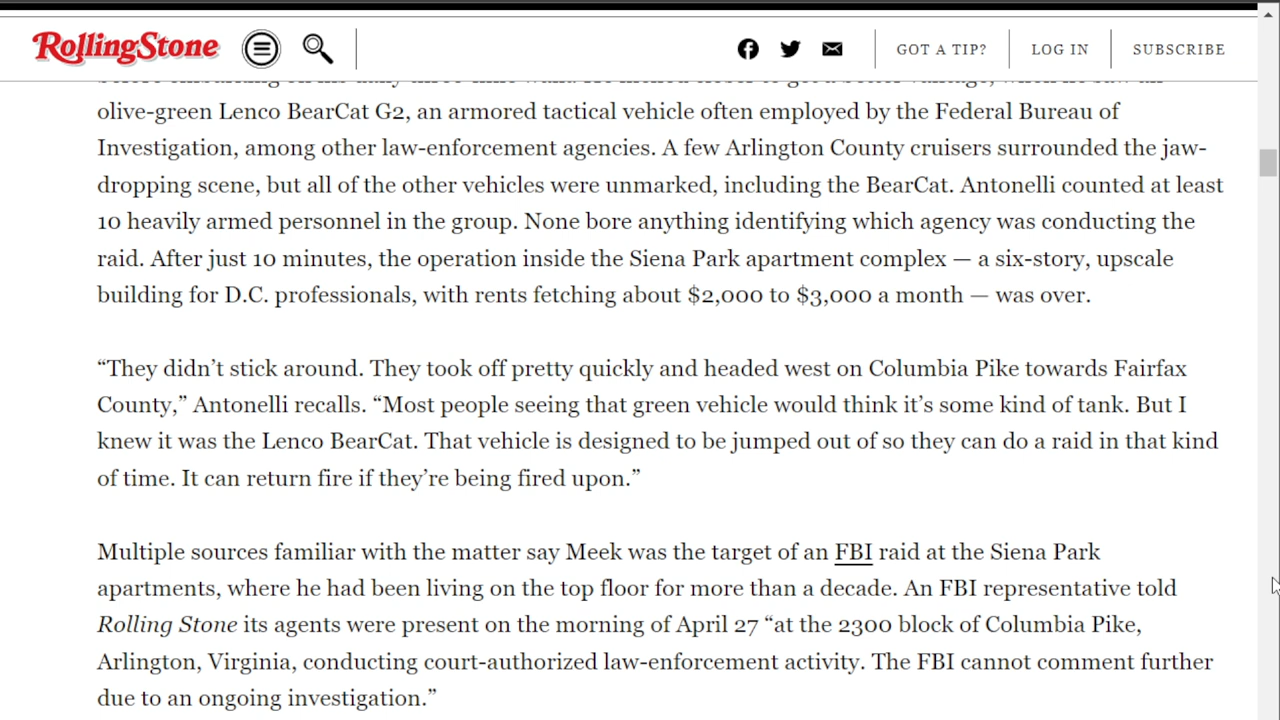 RollingStone
GOT A TIP?
LOG IN
SUBSCRIBE
olive-green Lenco BearCat G2, an armored tactical vehicle often employed by the Federal Bureau of
Investigation, among other law-enforcement agencies. A few Arlington County cruisers surrounded the jaw-
dropping scene, but all of the other vehicles were unmarked, including the BearCat. Antonelli counted at least
10 heavily armed personnel in the group. None bore anything identifying which agency was conducting the
raid. After just 10 minutes, the operation inside the Siena Park apartment complex — a six-story, upscale
building for D.C. professionals, with rents fetching about $2,000 to $3,000 a month — was over.
“They didn’t stick around. They took off pretty quickly and headed west on Columbia Pike towards Fairfax
County,” Antonelli recalls. “Most people seeing that green vehicle would think it’s some kind of tank. But I
knew it was the Lenco BearCat. That vehicle is designed to be jumped out of so they can do a raid in that kind
of time. It can return fire if they’re being fired upon.”
Multiple sources familiar with the matter say Meek was the target of an FBI raid at the Siena Park
apartments, where he had been living on the top floor for more than a decade. An FBI representative told
Rolling Stone its agents were present on the morning of April 27 “at the 2300 block of Columbia Pike,
Arlington, Virginia, conducting court-authorized law-enforcement activity. The FBI cannot comment further
due to an ongoing investigation.”